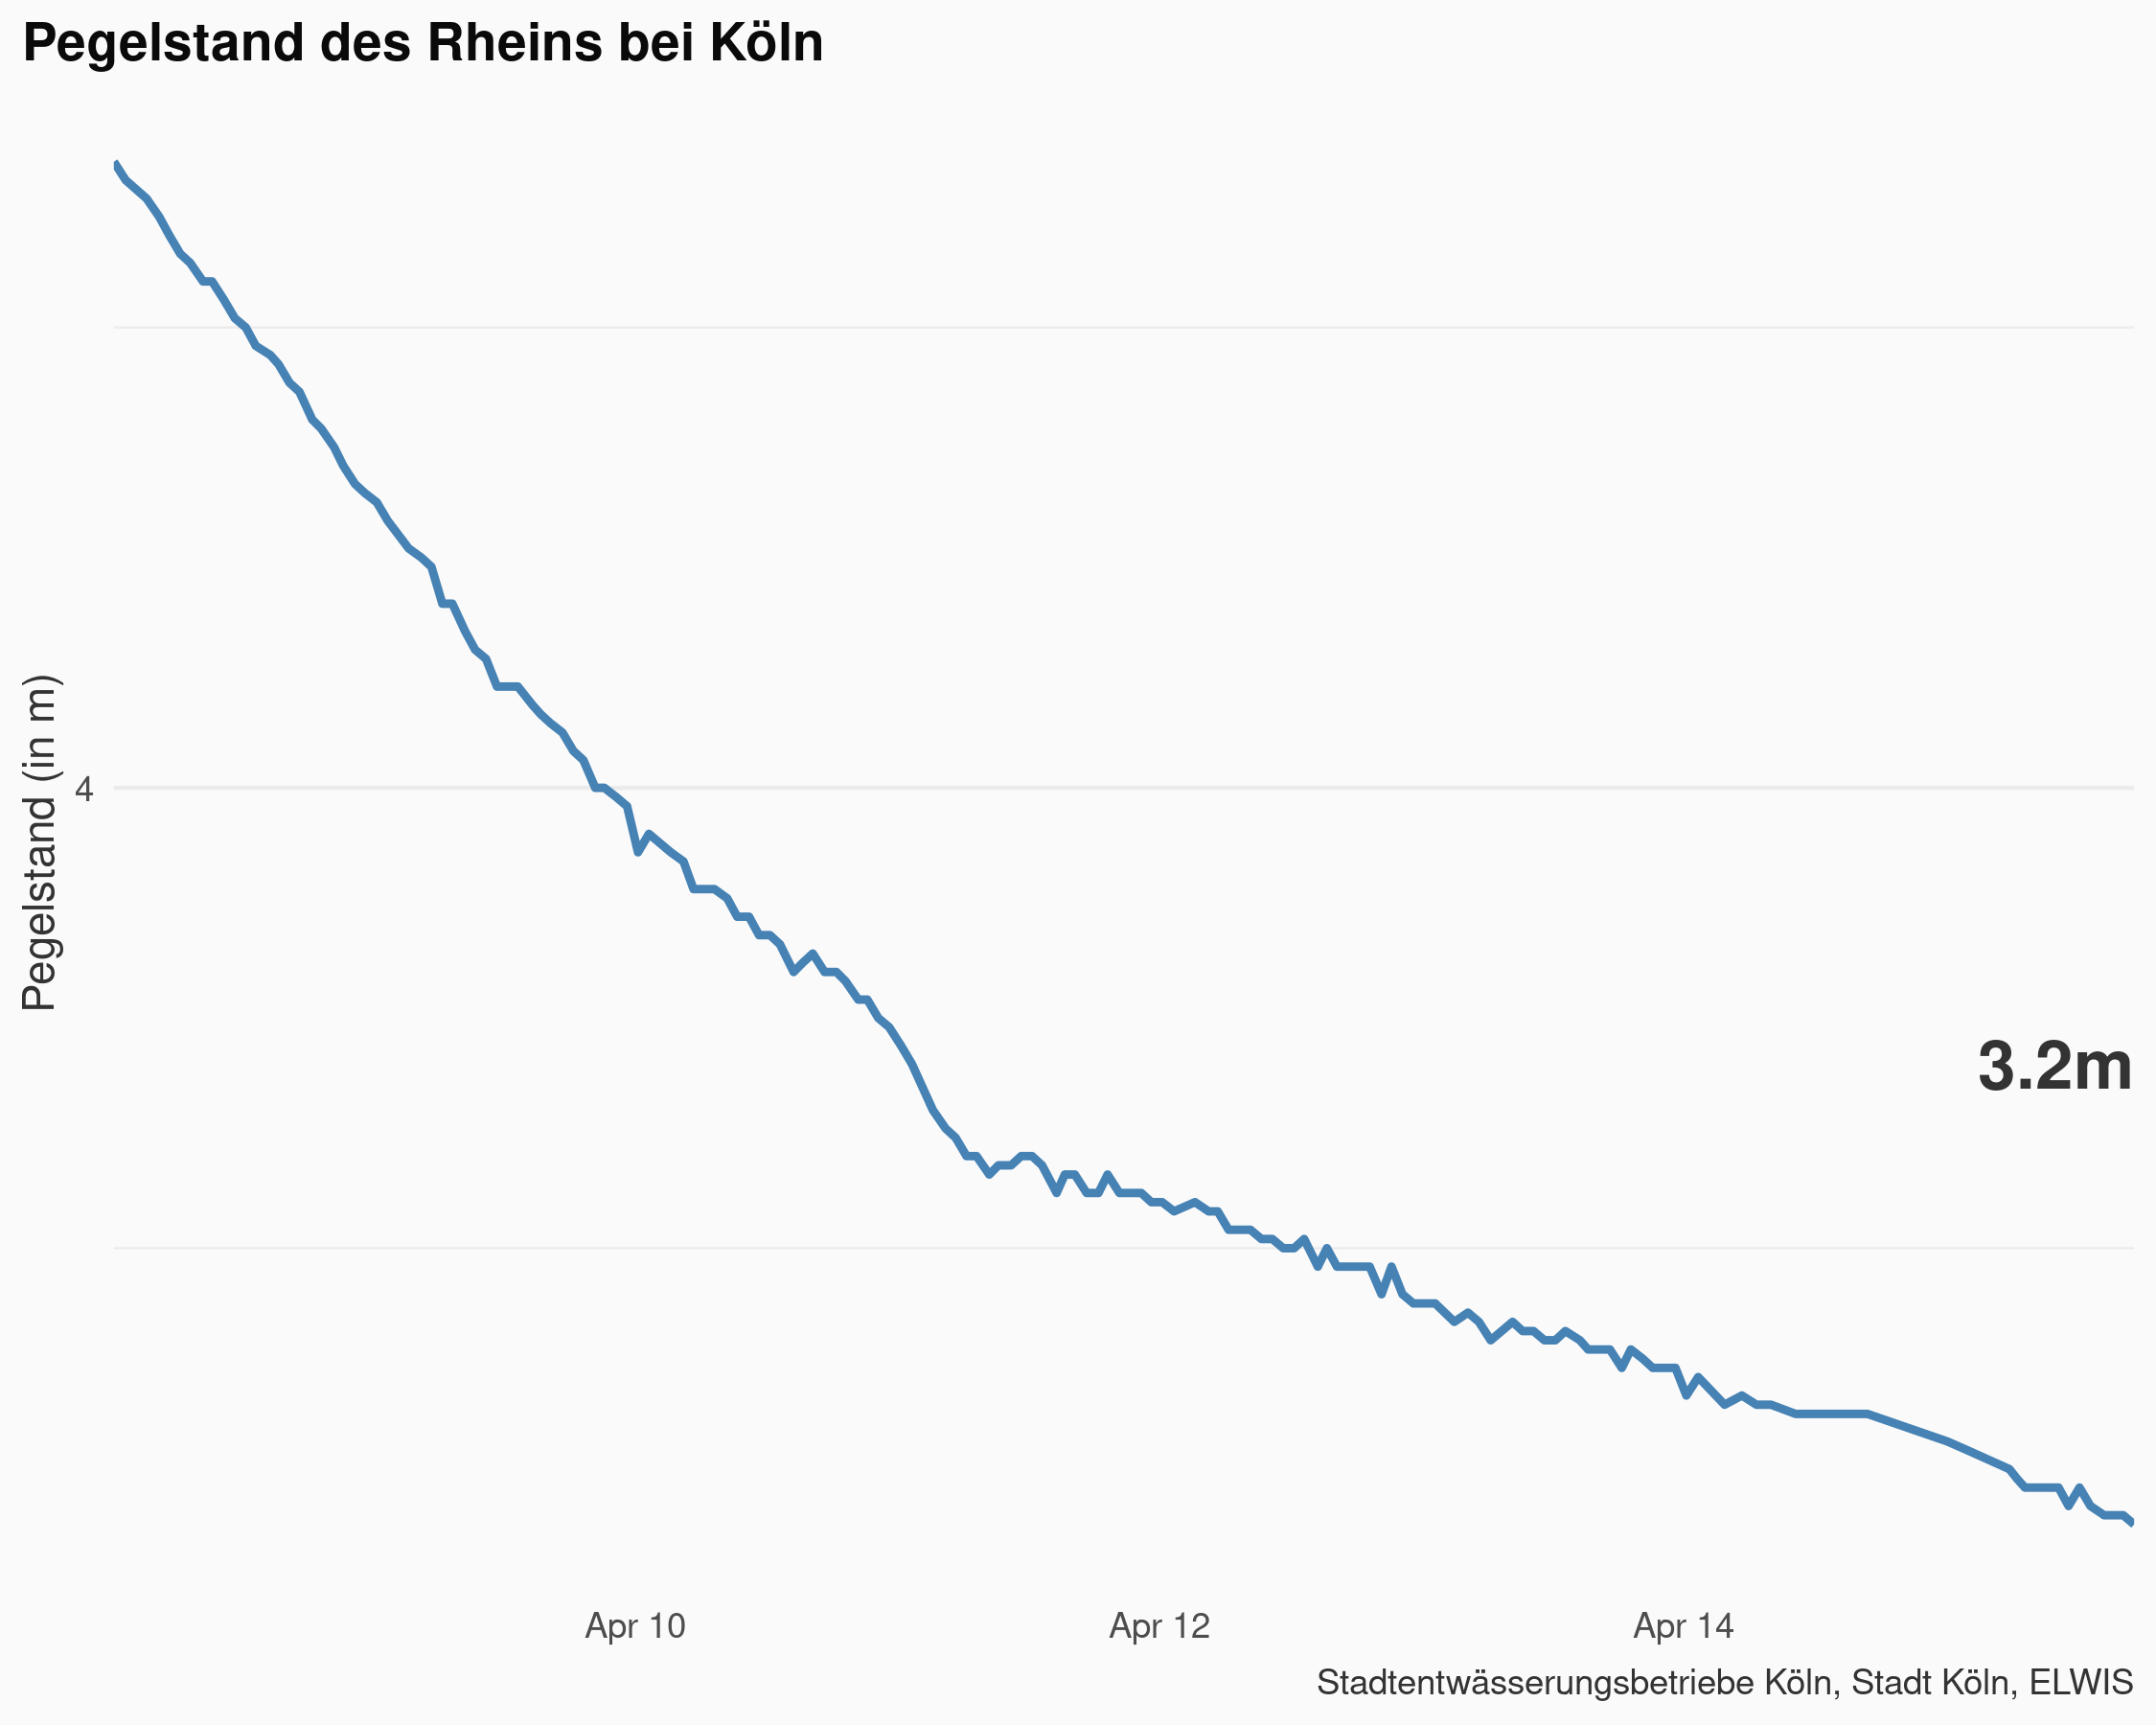 Pegelstand des Rheins bei Köln
Pegelstand (in m)
4
3.2m
Apr 10
Apr 12
Apr 14
Stadtentwässerungsbetriebe Köln, Stadt Köln, ELWIS